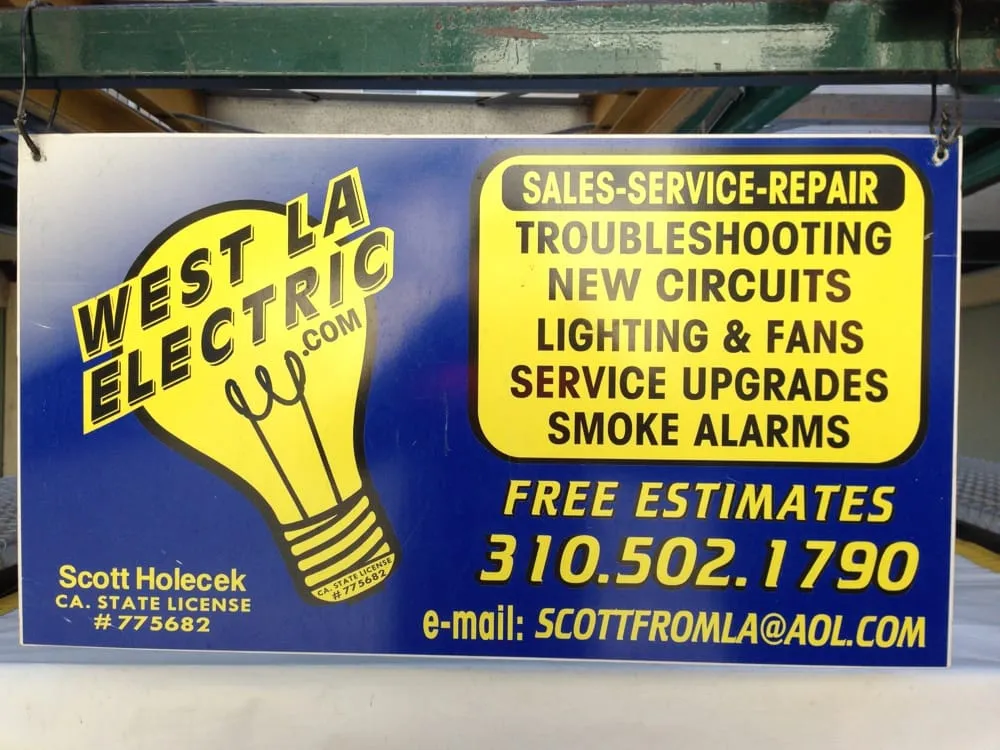 WEST LA
ELECTRIC
.COM
CA. STATE LICENSE
#775682
Scott Holecek
CA. STATE LICENSE
#775682
SALES-SERVICE-REPAIR
TROUBLESHOOTING
NEW CIRCUITS
LIGHTING & FANS
SERVICE UPGRADES
SMOKE ALARMS
FREE ESTIMATES
310.502.1790
e-mail: SCOTTFROMLA@AOL.COM